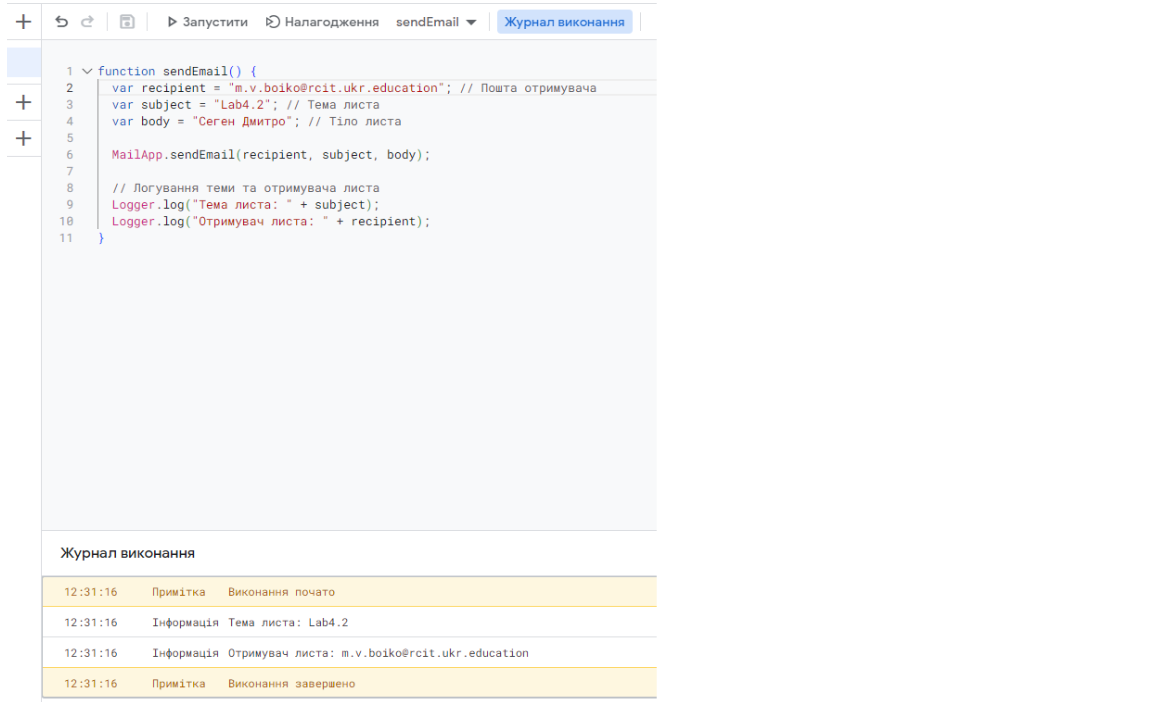 Запустити Налагодження sendEmail Журнал виконання
1 function sendEmail() {
2 var recipient = "m.v.boiko@rcit.ukr.education"; // Пошта отримувача
3 var subject = "Lab4.2"; // Тема листа
4 var body = "Сеген Дмитро"; // Тіло листа
5
6 MailApp.sendEmail(recipient, subject, body);
7
8 // Логування теми та отримувача листа
9 Logger.log("Тема листа: " + subject);
10 Logger.log("Отримувач листа: " + recipient);
11 }
Журнал виконання
12:31:16 Примітка Виконання почато
12:31:16 Інформація Тема листа: Lab4.2
12:31:16 Інформація Отримувач листа: m.v.boiko@rcit.ukr.education
12:31:16 Примітка Виконання завершено